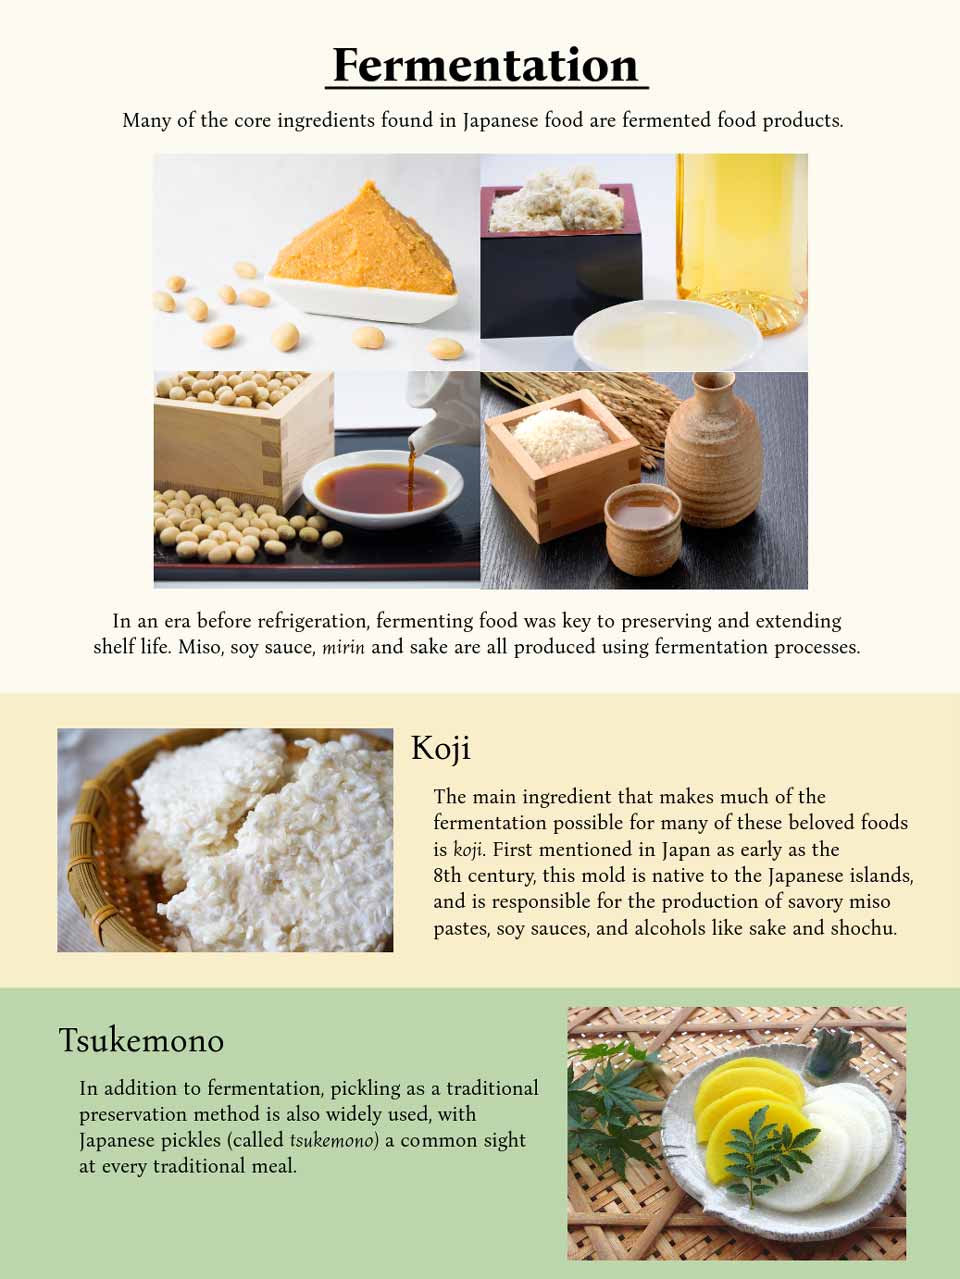 Fermentation
Many of the core ingredients found in Japanese food are fermented food products.
In an era before refrigeration, fermenting food was key to preserving and extending
shelf life. Miso, soy sauce, mirin and sake are all produced using fermentation processes.
Koji
The main ingredient that makes much of the
fermentation possible for many of these beloved foods
is koji. First mentioned in Japan as early as the
8th century, this mold is native to the Japanese islands,
and is responsible for the production of savory miso
pastes, soy sauces, and alcohols like sake and shochu.
Tsukemono
In addition to fermentation, pickling as a traditional
preservation method is also widely used, with
Japanese pickles (called tsukemono) a common sight
at every traditional meal.